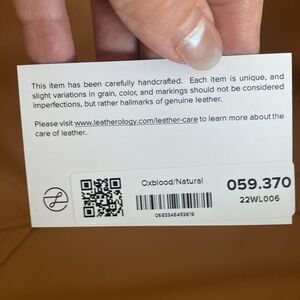 This item has been carefully handcrafted. Each item is unique, and
slight variations in grain, color, and markings should not be considered
imperfections, but rather hallmarks of genuine leather.
Please visit www.leatherology.com/leather-care to learn more about the
care of leather.
Oxblood/Natural
059.370
22WL006
0683346453619